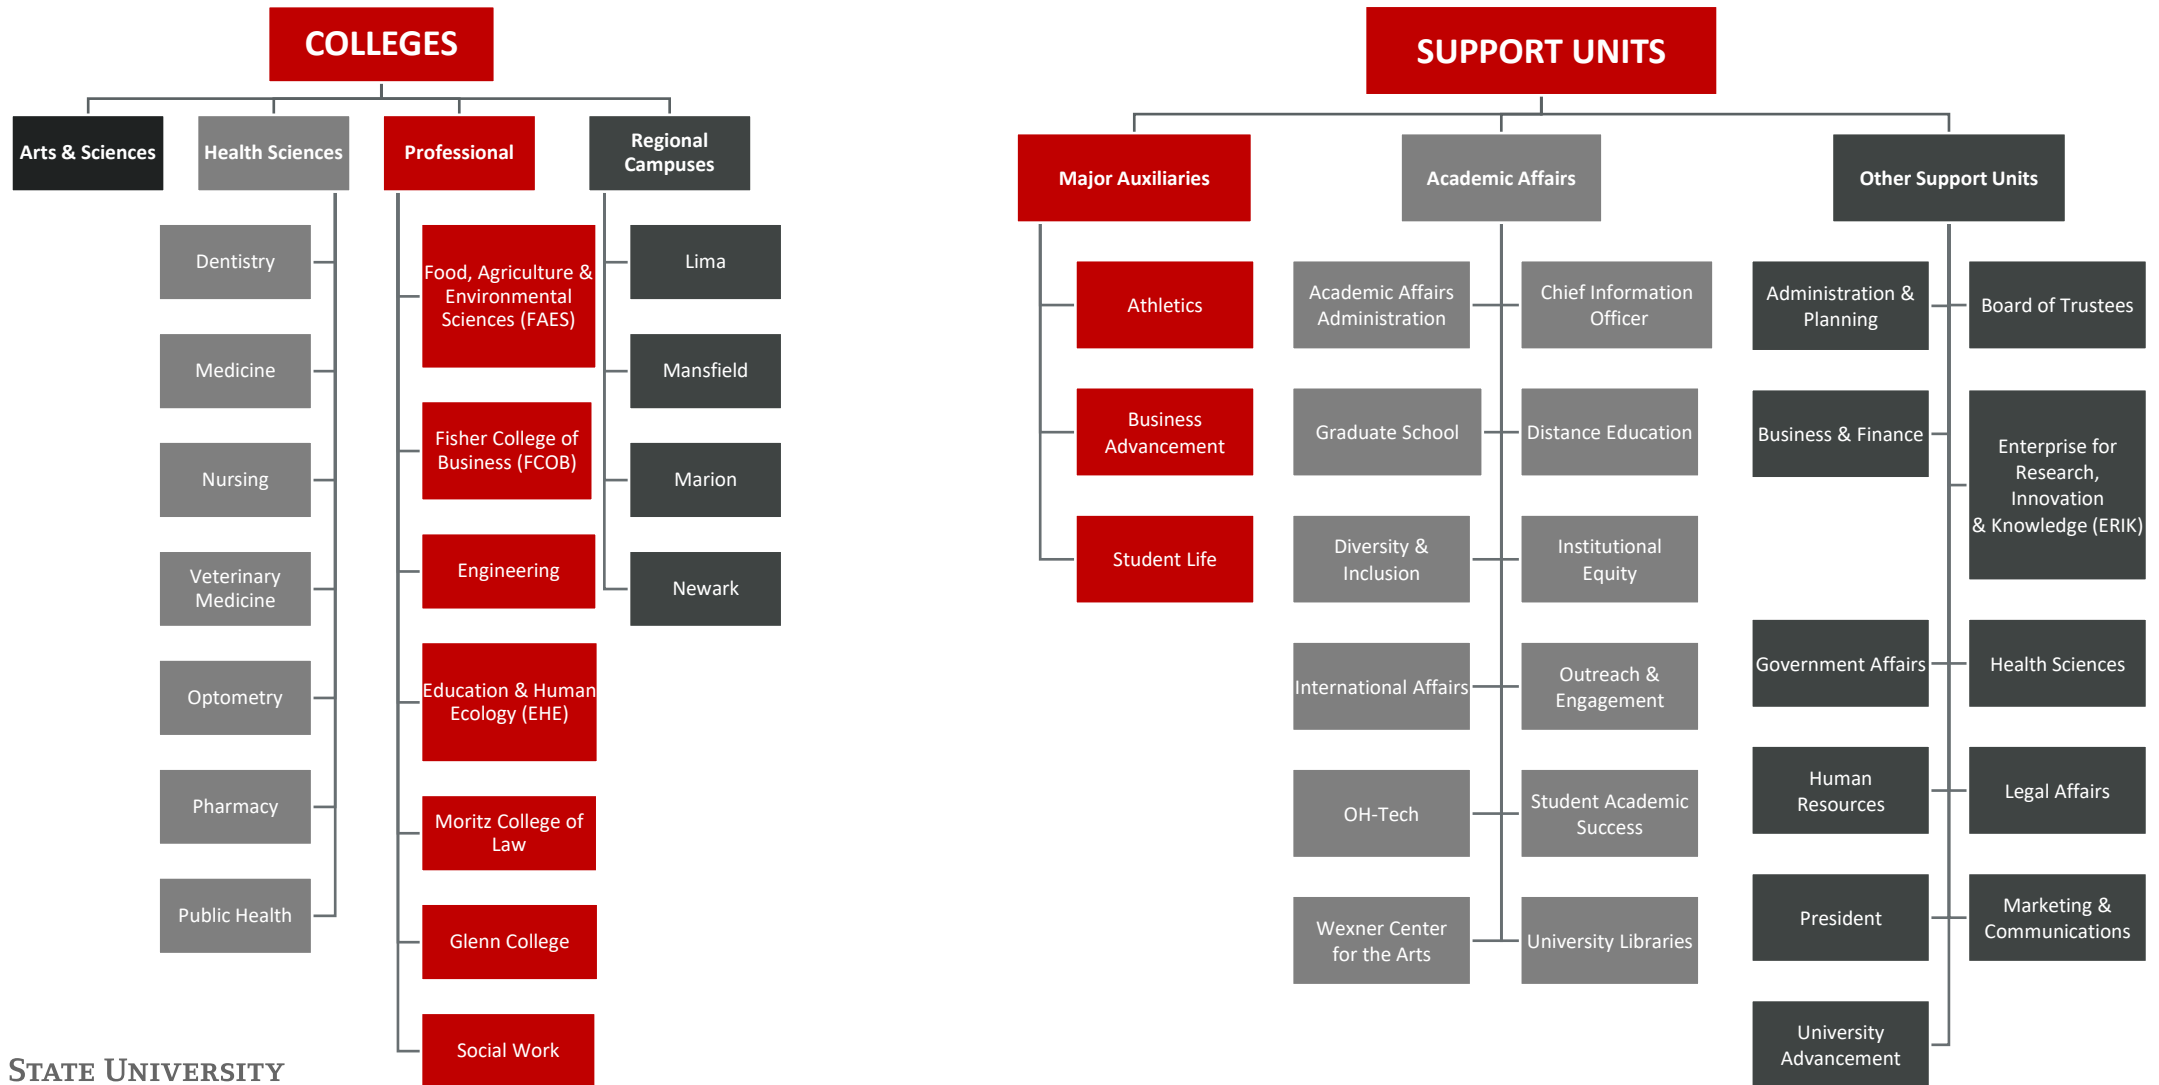 COLLEGES
Arts & Sciences
Health Sciences
Dentistry
Medicine
Nursing
Veterinary
Medicine
Optometry
Pharmacy
Public Health
Professional
Food, Agriculture &
Environmental
Sciences (FAES)
Fisher College of
Business (FCOB)
Engineering
Education & Human
Ecology (EHE)
Moritz College of
Law
Glenn College
Social Work
Regional
Campuses
Lima
Mansfield
Marion
Newark
SUPPORT UNITS
Major Auxiliaries
Athletics
Business
Advancement
Student Life
Academic Affairs
Academic Affairs
Administration
Chief Information
Officer
Graduate School
Distance Education
Diversity &
Inclusion
Institutional
Equity
International Affairs
Outreach &
Engagement
OH-Tech
Student Academic
Success
Wexner Center
for the Arts
University Libraries
Other Support Units
Administration &
Planning
Board of Trustees
Business & Finance
Enterprise for
Research,
Innovation
& Knowledge (ERIK)
Government Affairs
Health Sciences
Human
Resources
Legal Affairs
President
Marketing &
Communications
University
Advancement
STATE UNIVERSITY